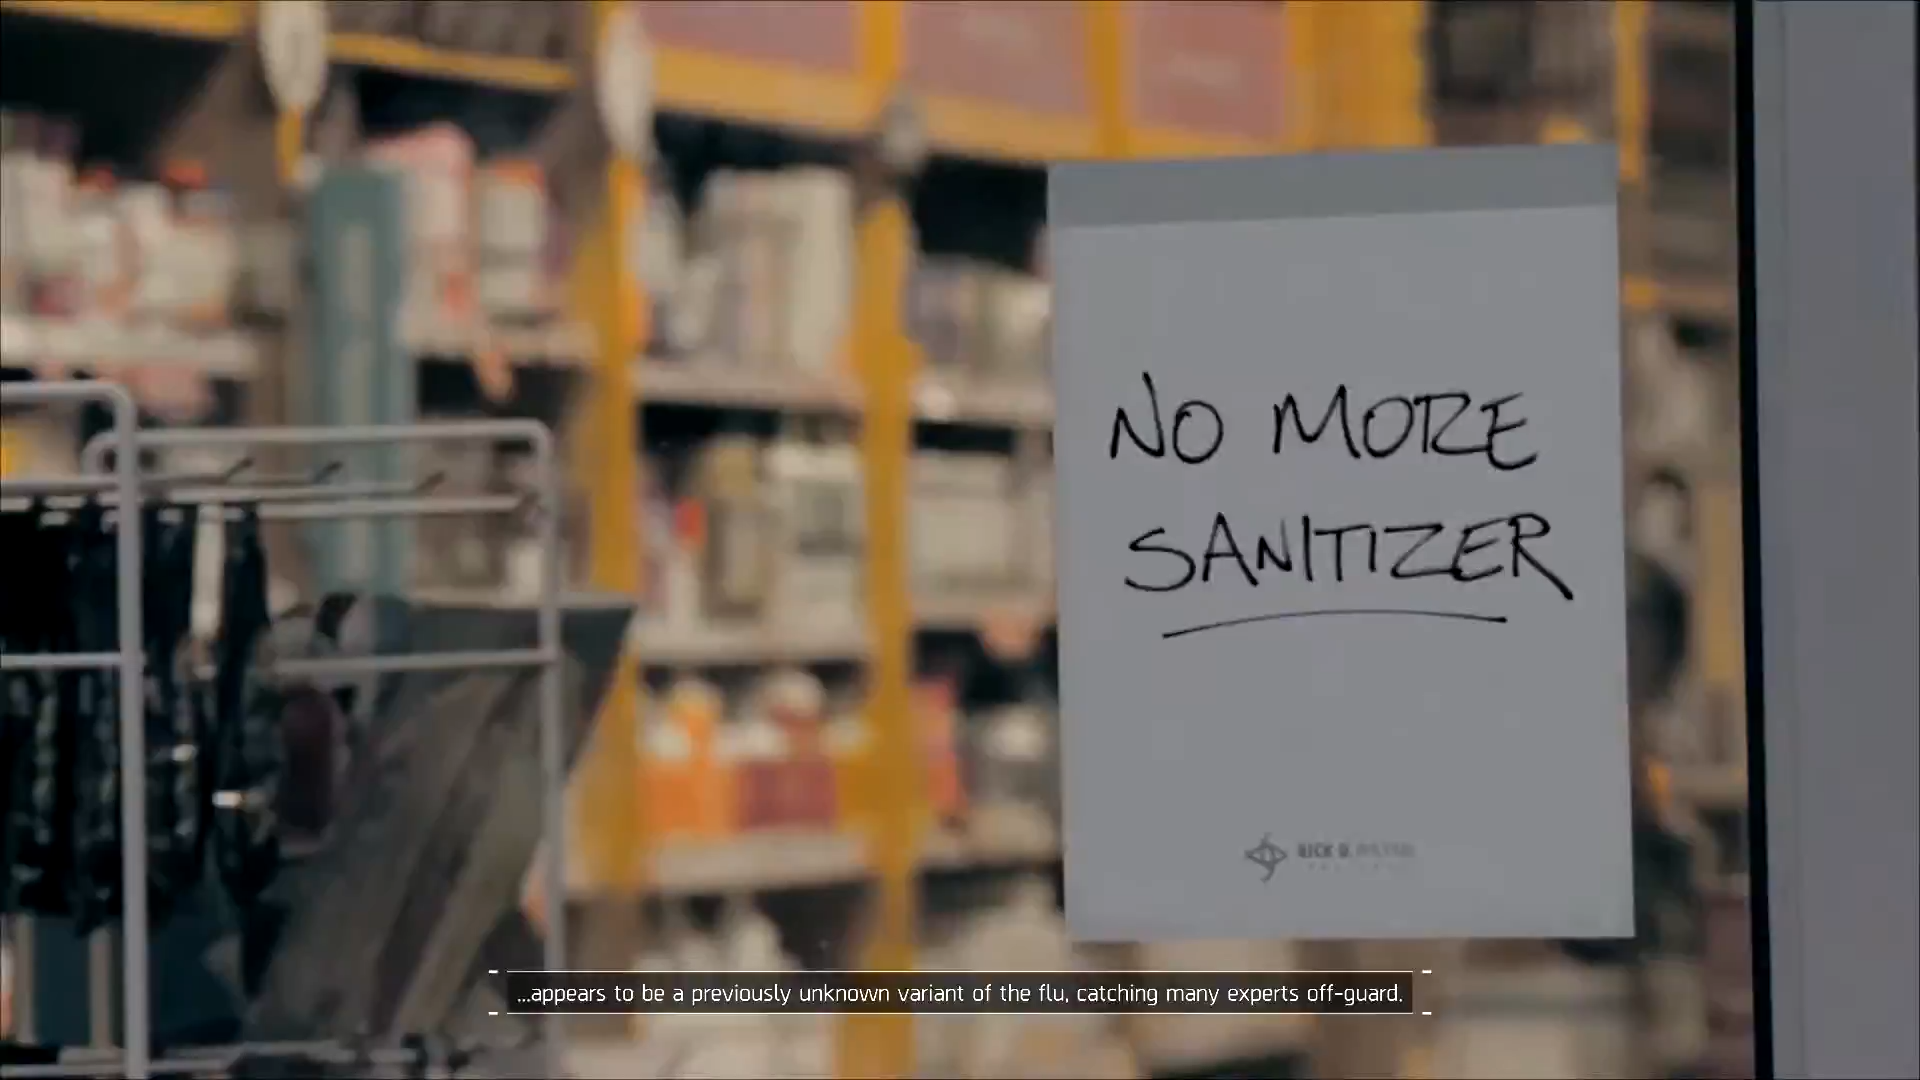 NO MORE
SANITIZER
...appears to be a previously unknown variant of the flu, catching many experts off-guard.